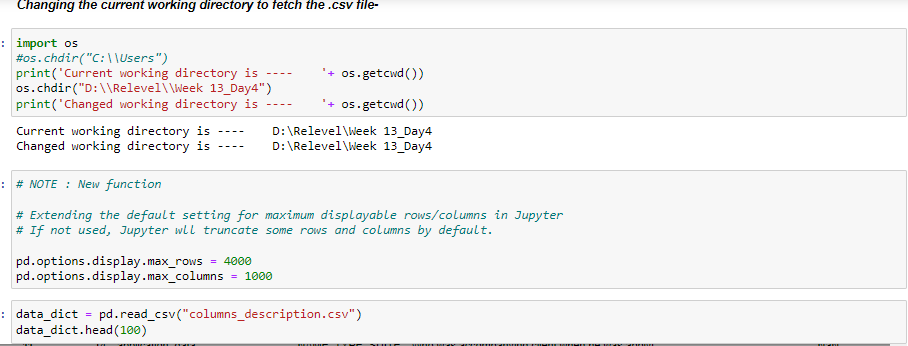 Changing the current working directory to fetch the .csv file-
: import os
#os.chdir("C:\\Users")
print('Current working directory is ----    '+ os.getcwd())
os.chdir("D:\\Relevel\\Week 13_Day4")
print('Changed working directory is ----    '+ os.getcwd())
Current working directory is ----    D:\Relevel\Week 13_Day4
Changed working directory is ----    D:\Relevel\Week 13_Day4
: # NOTE : New function
# Extending the default setting for maximum displayable rows/columns in Jupyter
# If not used, Jupyter wll truncate some rows and columns by default.
pd.options.display.max_rows = 4000
pd.options.display.max_columns = 1000
: data_dict = pd.read_csv("columns_description.csv")
data_dict.head(100)